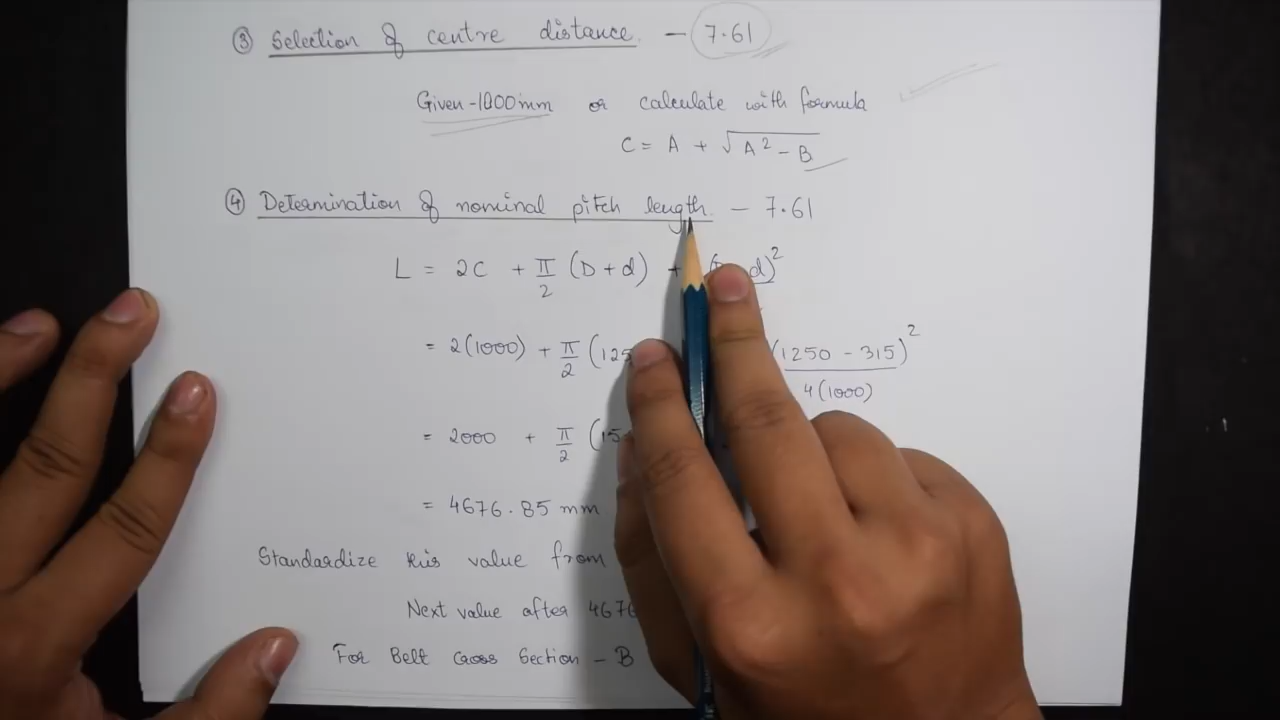 ③ Selection of centre distance. - 7.61
Given - 1000mm or calculate with formula
C = A + √A² - B
④ Determination of nominal pitch length. - 7.61
L = 2C + π/2 (D + d) + d)²
= 2(1000) + π/2 (125 (1250 - 315)² / 4(1000)
= 2000 + π/2 (15
= 4676.85 mm
Standardize this value from
Next value after 4676
For Belt Cross Section - B